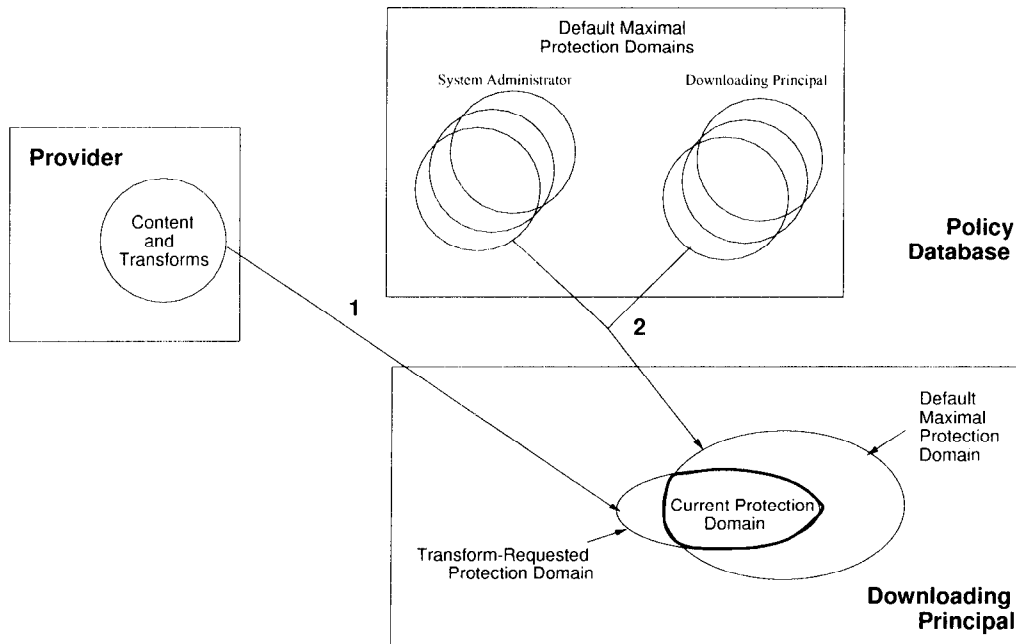 Default Maximal
Protection Domains
System Administrator
Downloading Principal
Provider
Content
and
Transforms
Policy
Database
1
2
Default
Maximal
Protection
Domain
Current Protection
Domain
Transform-Requested
Protection Domain
Downloading
Principal